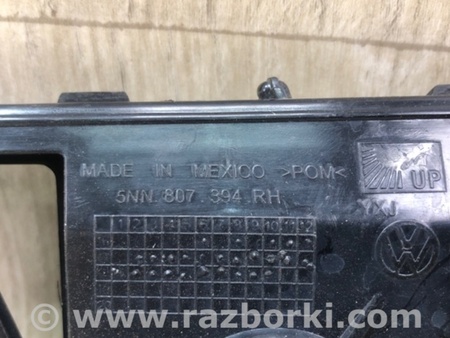 MADE IN MEXICO >POM<
5NN 807 394 RH
UP
YXJ
1 2 3 4 5 6 7 8 9 10 11 12
www.razborki.com